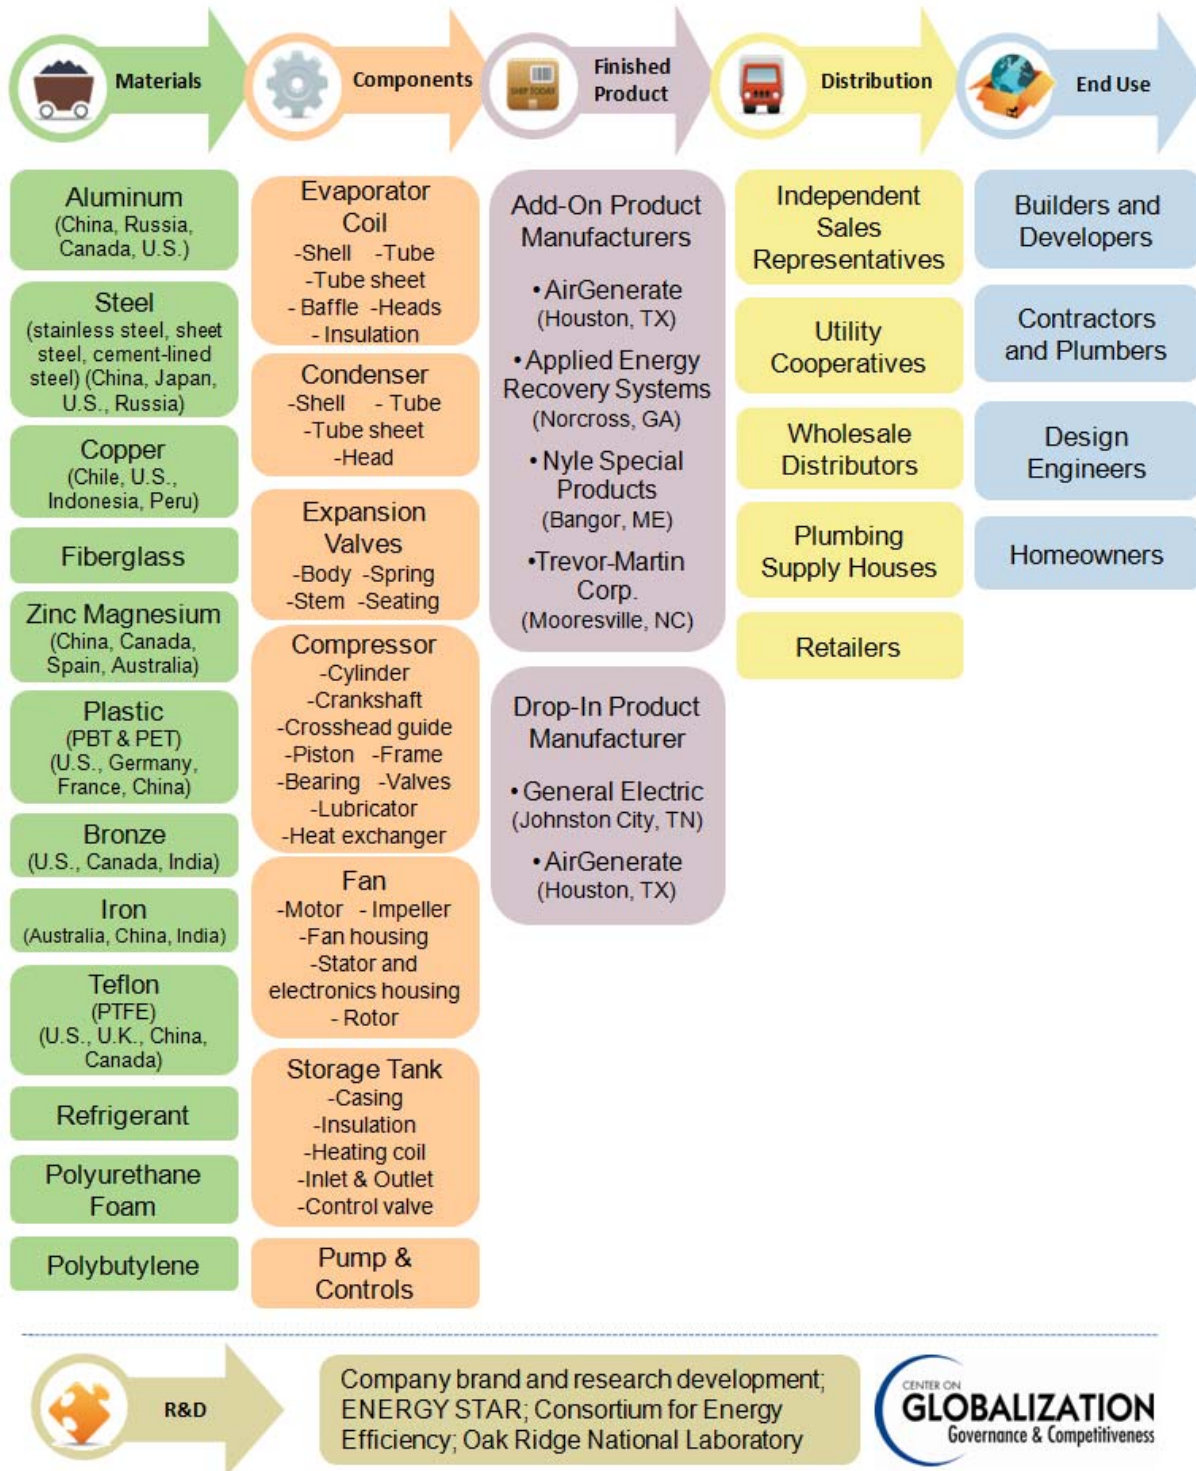 Materials
Components
Finished
Product
Distribution
End Use
SHIP TODAY
Aluminum
(China, Russia,
Canada, U.S.)
Steel
(stainless steel, sheet
steel, cement-lined
steel) (China, Japan,
U.S., Russia)
Copper
(Chile, U.S.,
Indonesia, Peru)
Fiberglass
Zinc Magnesium
(China, Canada,
Spain, Australia)
Plastic
(PBT & PET)
(U.S., Germany,
France, China)
Bronze
(U.S., Canada, India)
Iron
(Australia, China, India)
Teflon
(PTFE)
(U.S., U.K., China,
Canada)
Refrigerant
Polyurethane
Foam
Polybutylene
Evaporator
Coil
-Shell -Tube
-Tube sheet
- Baffle -Heads
- Insulation
Condenser
-Shell - Tube
-Tube sheet
-Head
Expansion
Valves
-Body -Spring
-Stem -Seating
Compressor
-Cylinder
-Crankshaft
-Crosshead guide
-Piston -Frame
-Bearing -Valves
-Lubricator
-Heat exchanger
Fan
-Motor - Impeller
-Fan housing
-Stator and
electronics housing
- Rotor
Storage Tank
-Casing
-Insulation
-Heating coil
-Inlet & Outlet
-Control valve
Pump &
Controls
Add-On Product
Manufacturers
• AirGenerate
(Houston, TX)
• Applied Energy
Recovery Systems
(Norcross, GA)
• Nyle Special
Products
(Bangor, ME)
•Trevor-Martin
Corp.
(Mooresville, NC)
Drop-In Product
Manufacturer
• General Electric
(Johnston City, TN)
• AirGenerate
(Houston, TX)
Independent
Sales
Representatives
Utility
Cooperatives
Wholesale
Distributors
Plumbing
Supply Houses
Retailers
Builders and
Developers
Contractors
and Plumbers
Design
Engineers
Homeowners
R&D
Company brand and research development;
ENERGY STAR; Consortium for Energy
Efficiency; Oak Ridge National Laboratory
CENTER ON
GLOBALIZATION
Governance & Competitiveness